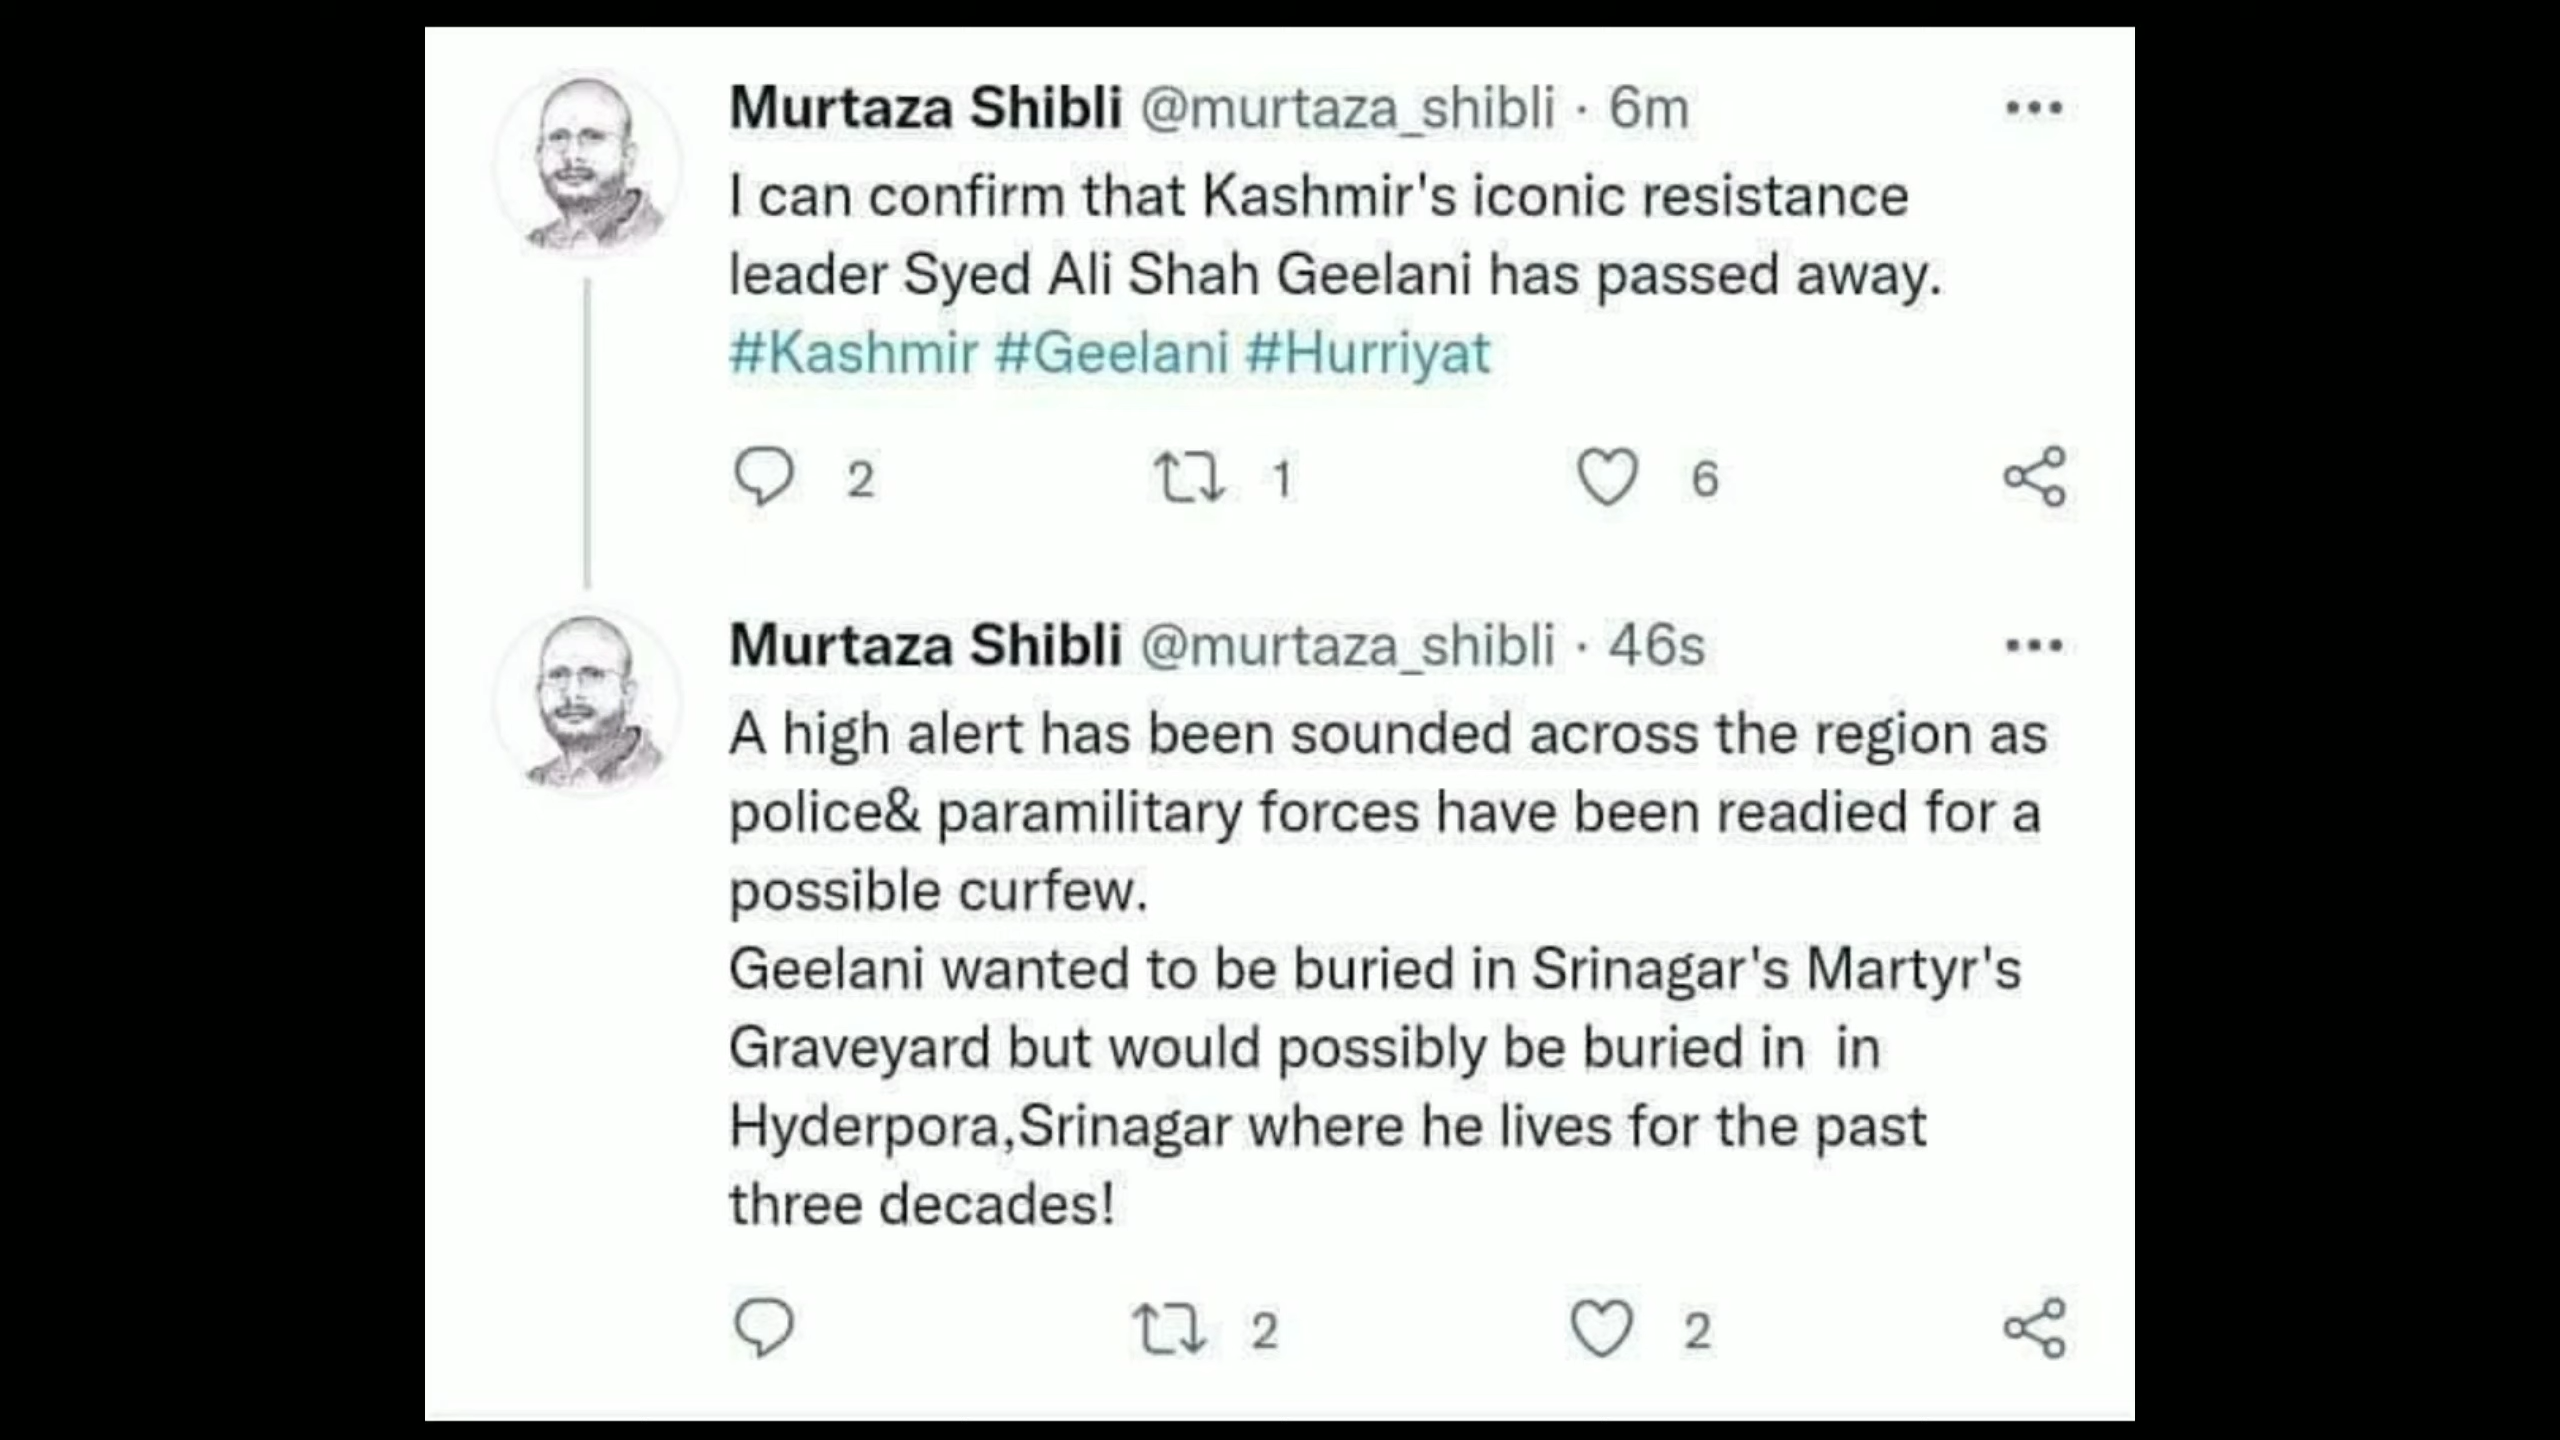 Murtaza Shibli @murtaza_shibli · 6m
I can confirm that Kashmir's iconic resistance
leader Syed Ali Shah Geelani has passed away.
#Kashmir #Geelani #Hurriyat
2 1 6
Murtaza Shibli @murtaza_shibli · 46s
A high alert has been sounded across the region as
police& paramilitary forces have been readied for a
possible curfew.
Geelani wanted to be buried in Srinagar's Martyr's
Graveyard but would possibly be buried in  in
Hyderpora,Srinagar where he lives for the past
three decades!
2 2